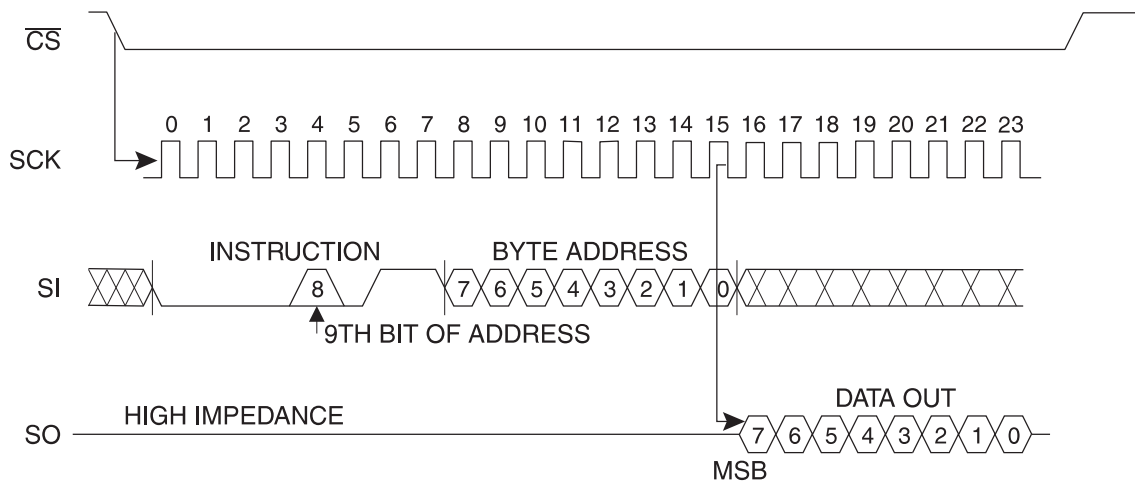 CS
0 1 2 3 4 5 6 7 8 9 10 11 12 13 14 15 16 17 18 19 20 21 22 23
SCK
INSTRUCTION BYTE ADDRESS
SI 8 7 6 5 4 3 2 1 0
9TH BIT OF ADDRESS
HIGH IMPEDANCE DATA OUT
SO 7 6 5 4 3 2 1 0
MSB